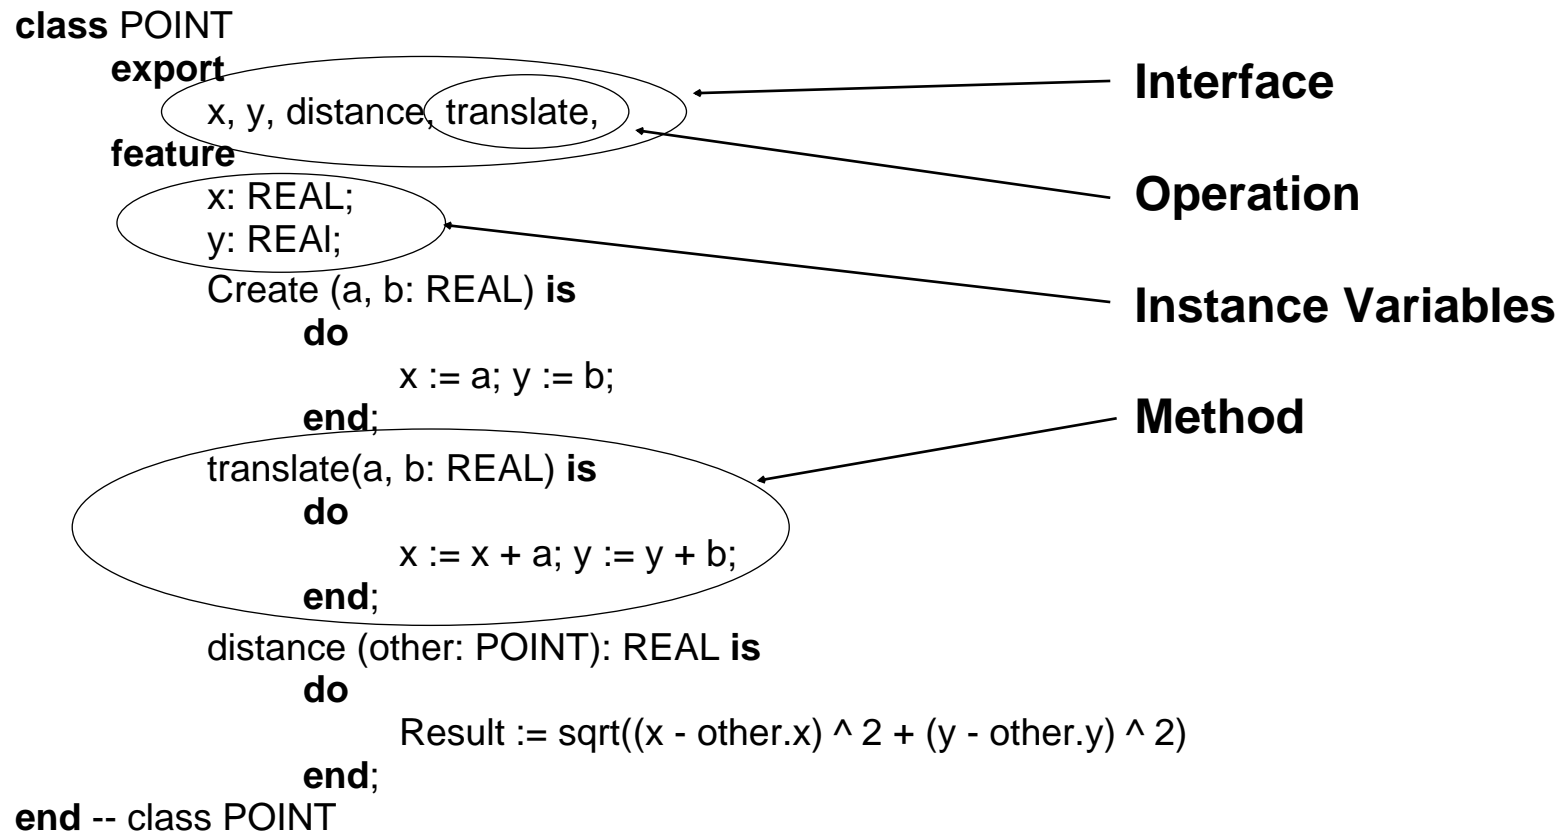 class POINT
export
x, y, distance, translate,
feature
x: REAL;
y: REAl;
Create (a, b: REAL) is
do
x := a; y := b;
end;
translate(a, b: REAL) is
do
x := x + a; y := y + b;
end;
distance (other: POINT): REAL is
do
Result := sqrt((x - other.x) ^ 2 + (y - other.y) ^ 2)
end;
end -- class POINT
Interface
Operation
Instance Variables
Method